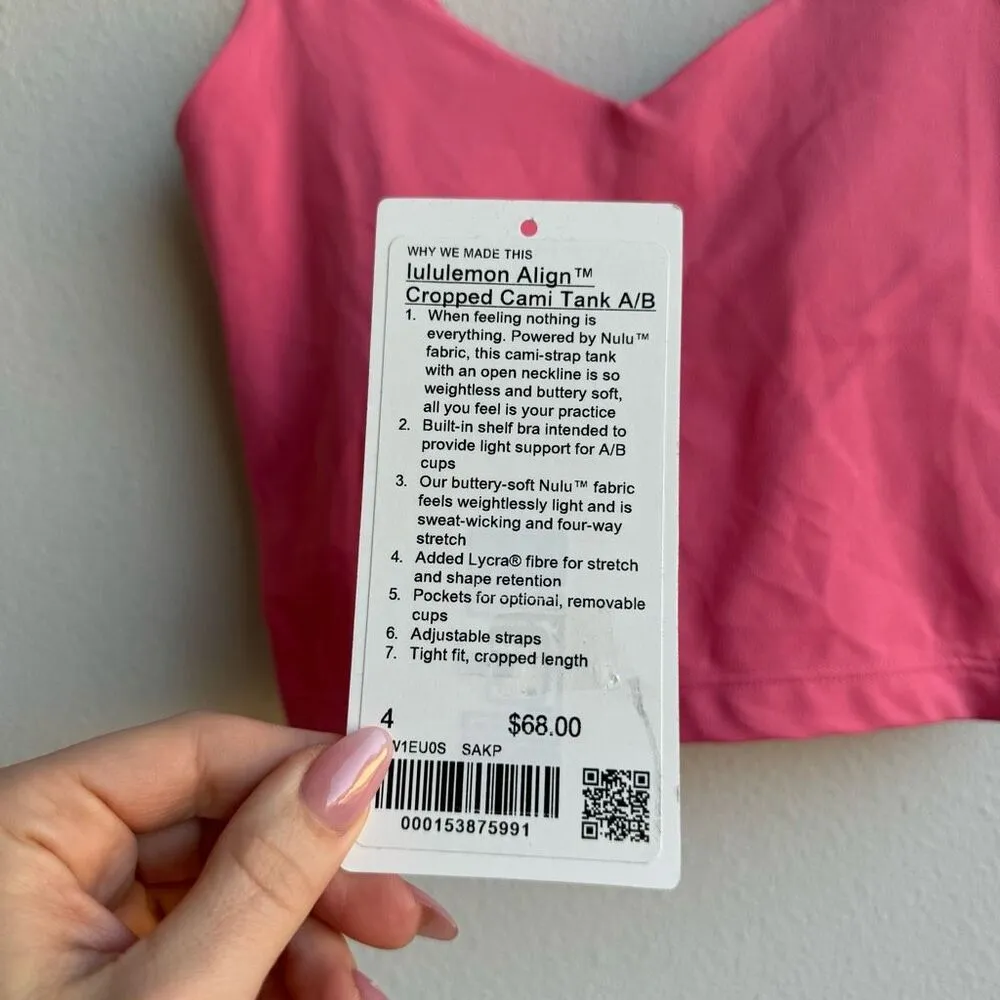 WHY WE MADE THIS
lululemon Align™
Cropped Cami Tank A/B
1. When feeling nothing is
everything. Powered by Nulu™
fabric, this cami-strap tank
with an open neckline is so
weightless and buttery soft,
all you feel is your practice
2. Built-in shelf bra intended to
provide light support for A/B
cups
3. Our buttery-soft Nulu™ fabric
feels weightlessly light and is
sweat-wicking and four-way
stretch
4. Added Lycra® fibre for stretch
and shape retention
5. Pockets for optional, removable
cups
6. Adjustable straps
7. Tight fit, cropped length
4 $68.00
SAKP
000153875991